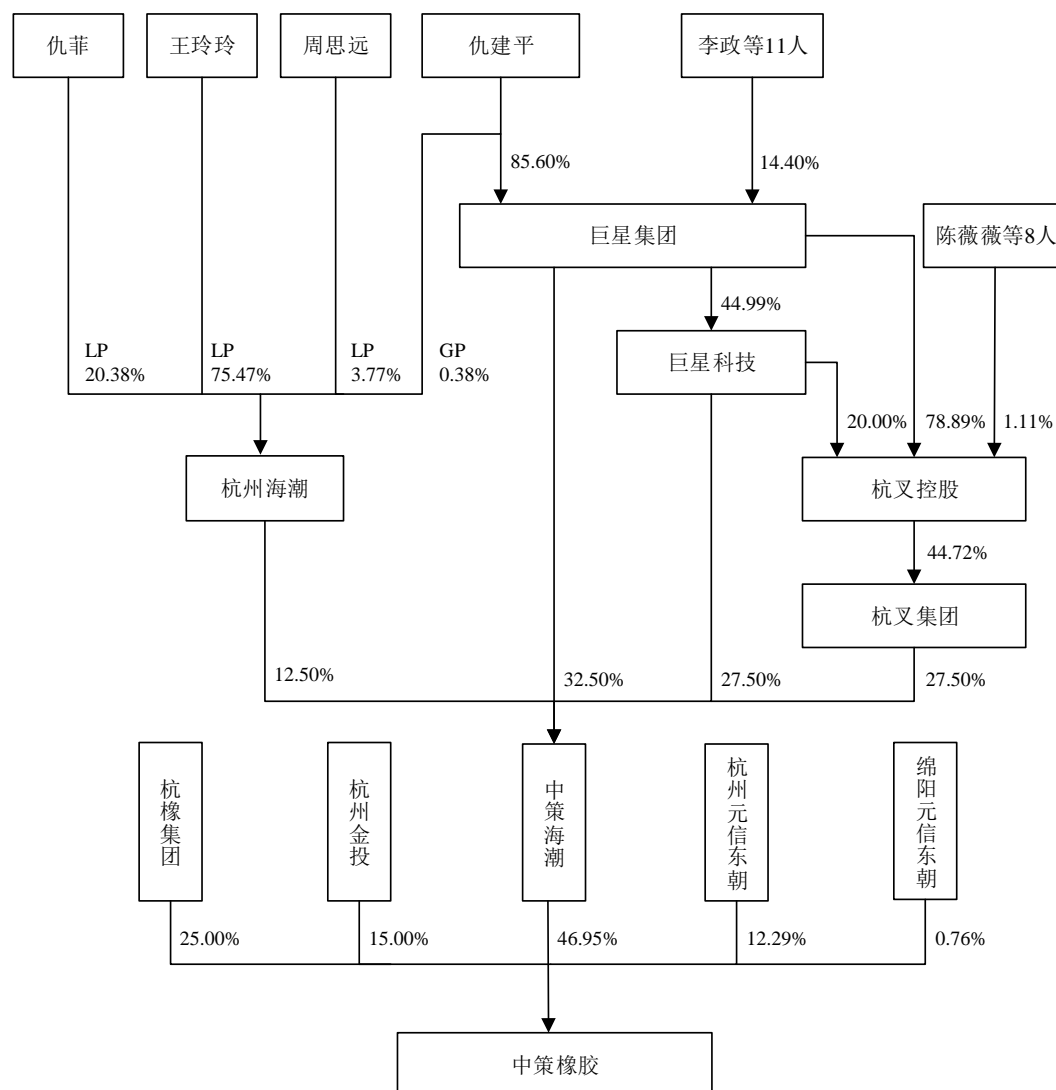 仇菲
王玲玲
周思远
仇建平
李政等11人
85.60%
14.40%
巨星集团
陈薇薇等8人
44.99%
巨星科技
LP
20.38%
LP
75.47%
LP
3.77%
GP
0.38%
20.00%
78.89%
1.11%
杭州海潮
杭叉控股
44.72%
杭叉集团
12.50%
32.50%
27.50%
27.50%
杭橡集团
杭州金投
中策海潮
杭州元信东朝
绵阳元信东朝
25.00%
15.00%
46.95%
12.29%
0.76%
中策橡胶